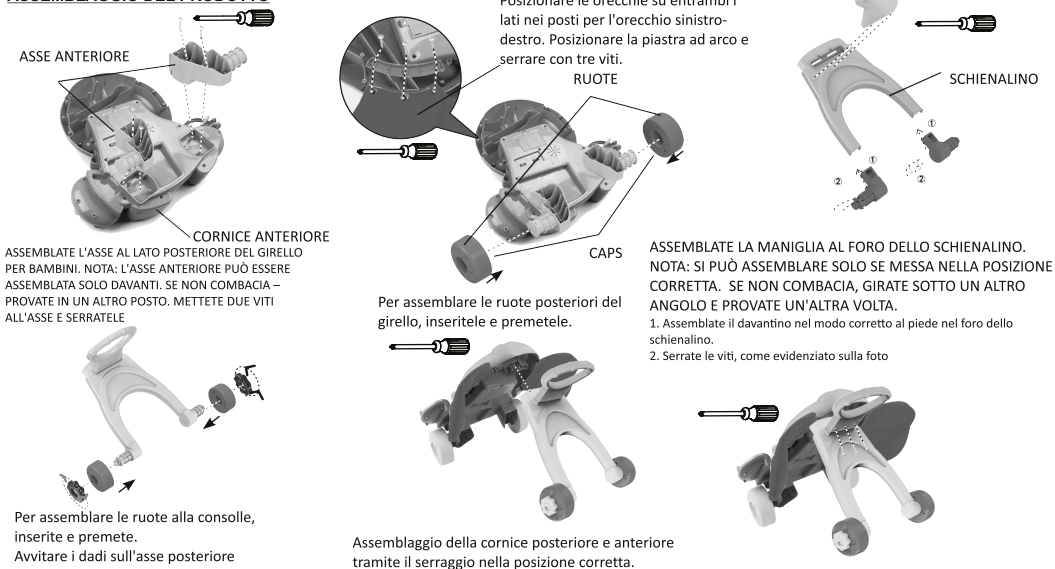 ASSEMBLAGGIO DEL PRODOTTO
ASSE ANTERIORE
CORNICE ANTERIORE
ASSEMBLATE L'ASSE AL LATO POSTERIORE DEL GIRELLO
PER BAMBINI. NOTA: L'ASSE ANTERIORE PUÒ ESSERE
ASSEMBLATA SOLO DAVANTI. SE NON COMBACIA –
PROVATE IN UN ALTRO POSTO. METTETE DUE VITI
ALL'ASSE E SERRATELE
Per assemblare le ruote alla consolle,
inserite e premete.
Avvitare i dadi sull'asse posteriore
Posizionare le orecchie su entrambi i
lati nei posti per l'orecchio sinistro-
destro. Posizionare la piastra ad arco e
serrare con tre viti.
RUOTE
CAPS
Per assemblare le ruote posteriori del
girello, inseritele e premetele.
Assemblaggio della cornice posteriore e anteriore
tramite il serraggio nella posizione corretta.
SCHIENALINO
①
①
②
②
ASSEMBLATE LA MANIGLIA AL FORO DELLO SCHIENALINO.
NOTA: SI PUÒ ASSEMBLARE SOLO SE MESSA NELLA POSIZIONE
CORRETTA. SE NON COMBACIA, GIRATE SOTTO UN ALTRO
ANGOLO E PROVATE UN'ALTRA VOLTA.
1. Assemblate il davantino nel modo corretto al piede nel foro dello
schienalino.
2. Serrate le viti, come evidenziato sulla foto